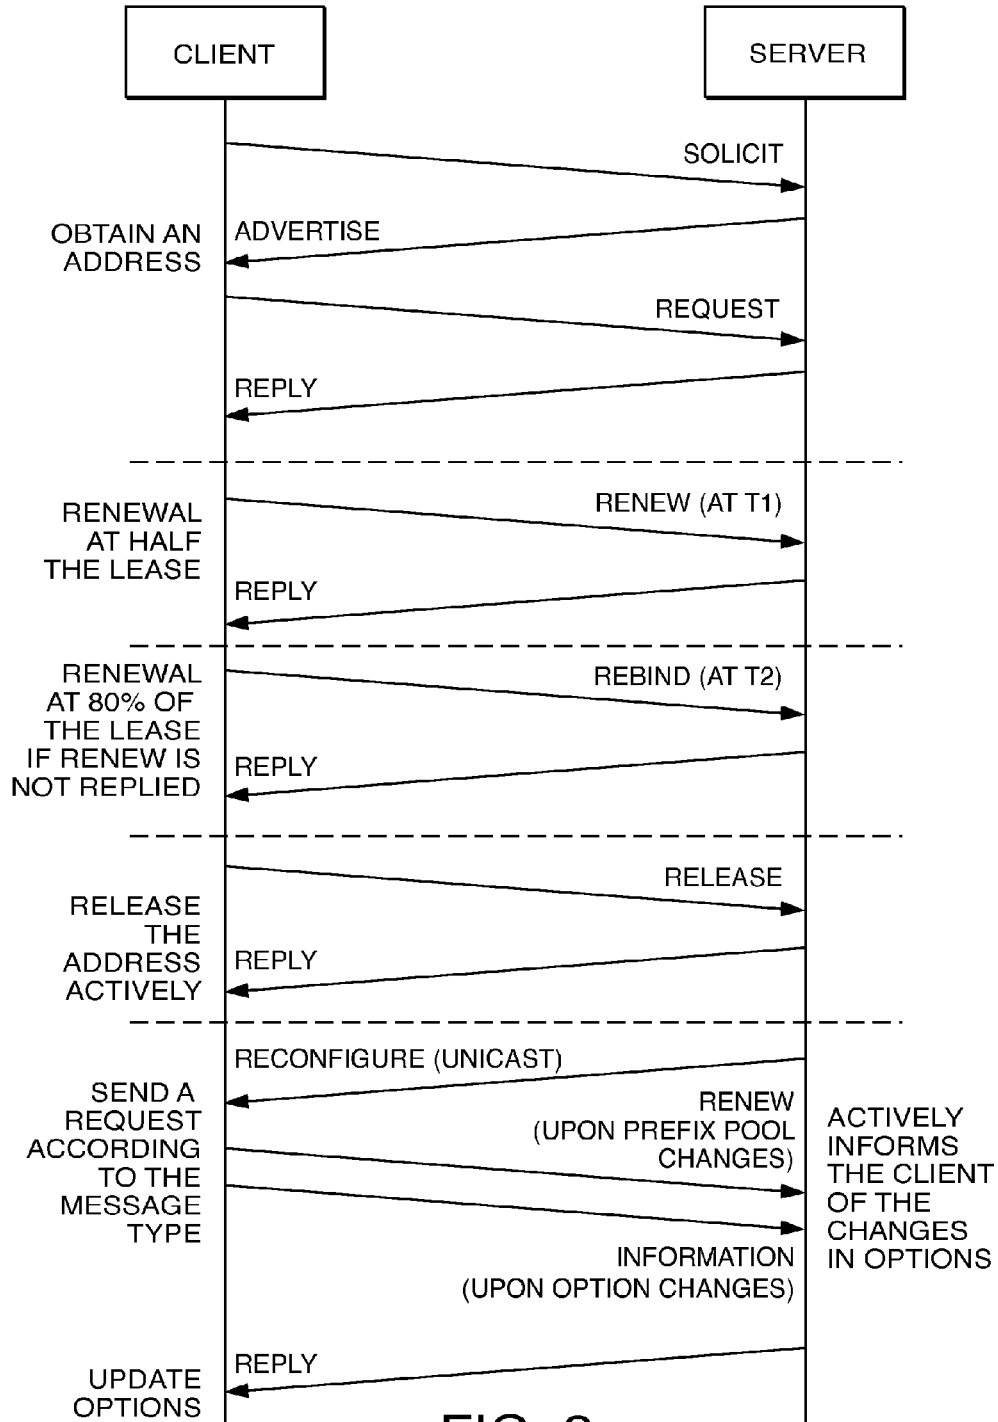 CLIENT
SERVER
SOLICIT
OBTAIN AN
ADDRESS
ADVERTISE
REQUEST
REPLY
RENEWAL
AT HALF
THE LEASE
RENEW (AT T1)
REPLY
RENEWAL
AT 80% OF
THE LEASE
IF RENEW IS
NOT REPLIED
REBIND (AT T2)
REPLY
RELEASE
RELEASE
THE
ADDRESS
ACTIVELY
REPLY
RECONFIGURE (UNICAST)
SEND A
REQUEST
ACCORDING
TO THE
MESSAGE
TYPE
RENEW
(UPON PREFIX POOL
CHANGES)
ACTIVELY
INFORMS
THE CLIENT
OF THE
CHANGES
IN OPTIONS
INFORMATION
(UPON OPTION CHANGES)
REPLY
UPDATE
OPTIONS